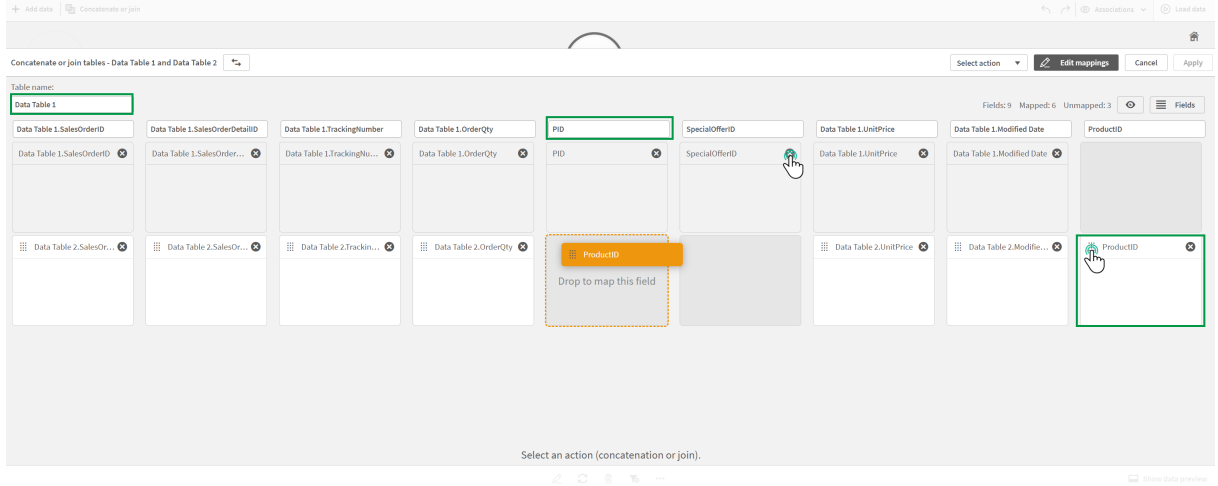 Add data Concatenate or join Associations Load data
Concatenate or join tables - Data Table 1 and Data Table 2 Select action Edit mappings Cancel Apply
Table name:
Data Table 1 Fields: 9 Mapped: 6 Unmapped: 3 Fields
Data Table 1.SalesOrderID Data Table 1.SalesOrderDetailID Data Table 1.TrackingNumber Data Table 1.OrderQty PID SpecialOfferID Data Table 1.UnitPrice Data Table 1.Modified Date ProductID
Data Table 1.SalesOrderID Data Table 1.SalesOrder... Data Table 1.TrackingNu... Data Table 1.OrderQty PID SpecialOfferID Data Table 1.UnitPrice Data Table 1.Modified Date
Data Table 2.SalesOr... Data Table 2.SalesOr... Data Table 2.Trackin... Data Table 2.OrderQty ProductID Data Table 2.UnitPrice Data Table 2.Modifie... ProductID
Drop to map this field
Select an action (concatenation or join).
Show data preview